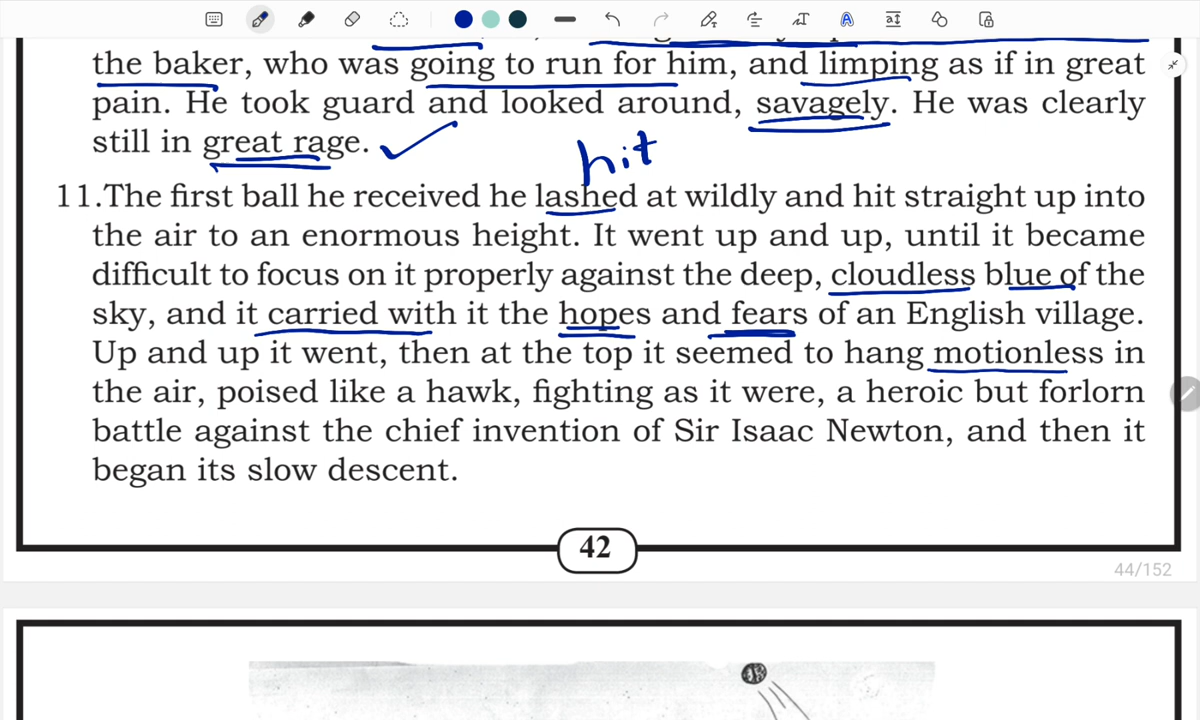 the baker, who was going to run for him, and limping as if in great
pain. He took guard and looked around, savagely. He was clearly
still in great rage.
hit
11.The first ball he received he lashed at wildly and hit straight up into
the air to an enormous height. It went up and up, until it became
difficult to focus on it properly against the deep, cloudless blue of the
sky, and it carried with it the hopes and fears of an English village.
Up and up it went, then at the top it seemed to hang motionless in
the air, poised like a hawk, fighting as it were, a heroic but forlorn
battle against the chief invention of Sir Isaac Newton, and then it
began its slow descent.
42
44/152